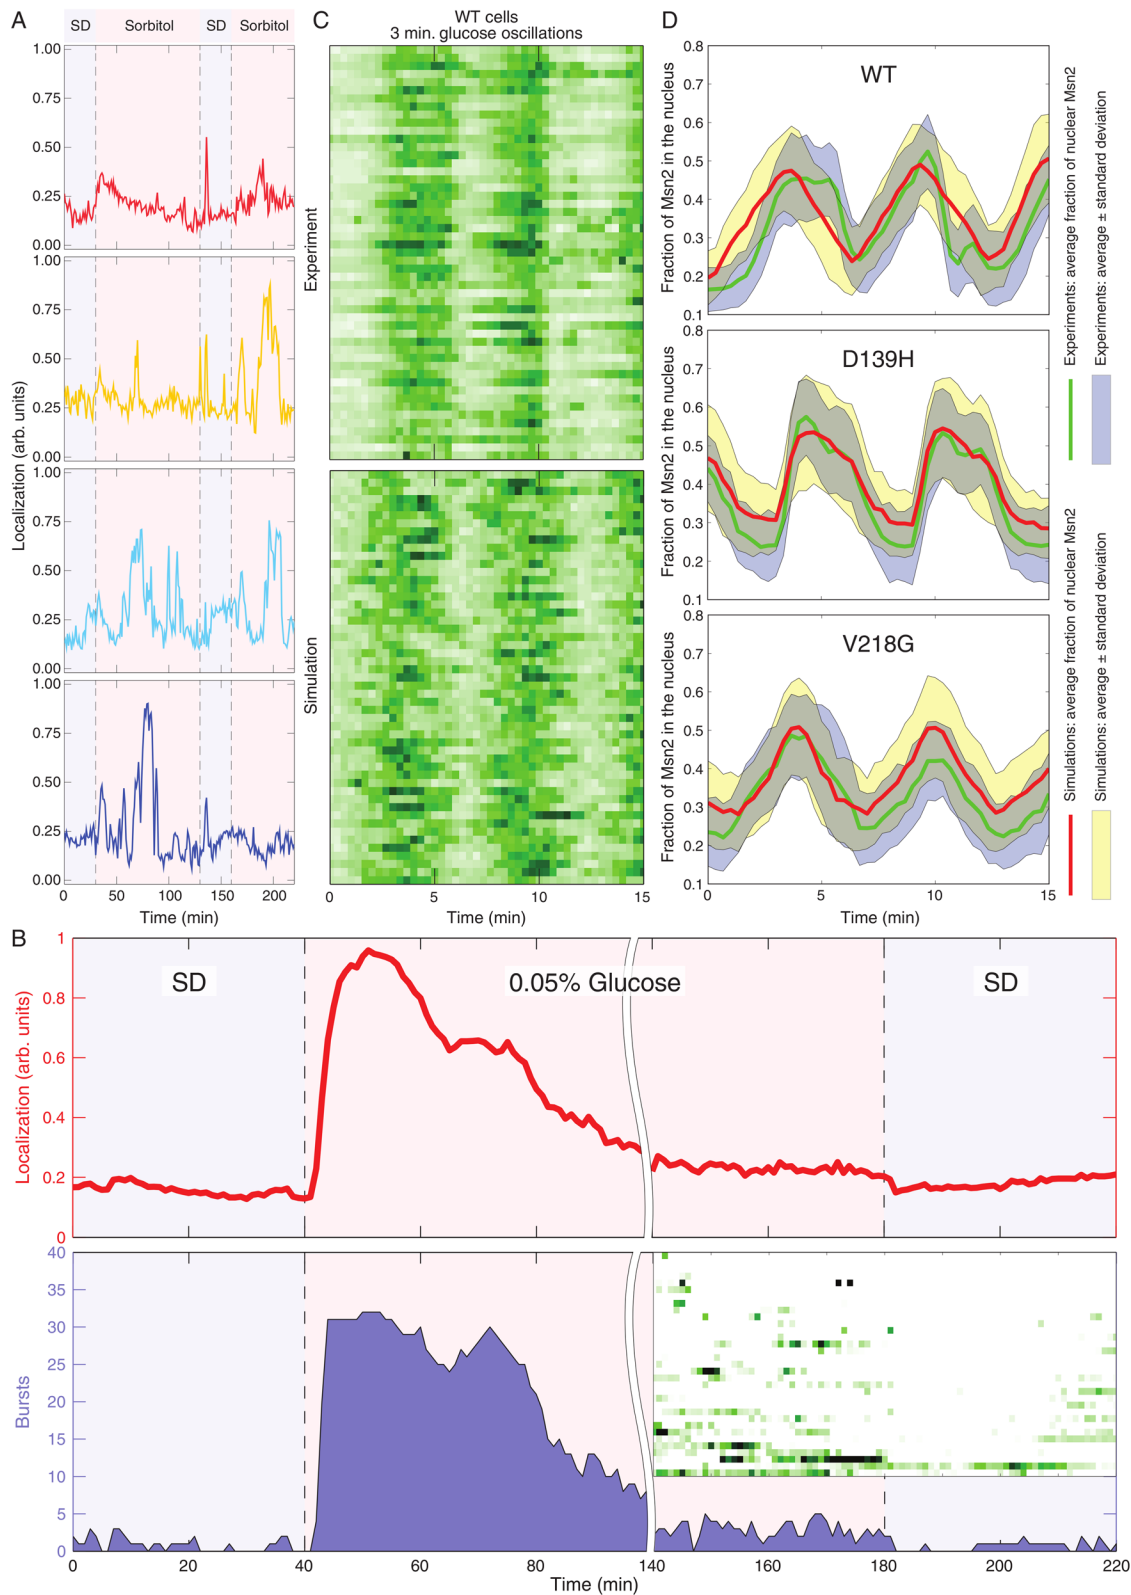 A
SD
Sorbitol
SD
Sorbitol
1.00
0.75
0.50
0.25
0.00
1.00
0.75
0.50
0.25
0.00
1.00
0.75
0.50
0.25
0.00
1.00
0.75
0.50
0.25
0.00
Localization (arb. units)
0
50
100
150
200
Time (min)
C
WT cells
3 min. glucose oscillations
Experiment
Simulation
0
5
10
15
Time (min)
D
WT
Fraction of Msn2 in the nucleus
0.8
0.7
0.6
0.5
0.4
0.3
0.2
0.1
D139H
Fraction of Msn2 in the nucleus
0.8
0.7
0.6
0.5
0.4
0.3
0.2
0.1
V218G
Fraction of Msn2 in the nucleus
0.8
0.7
0.6
0.5
0.4
0.3
0.2
0.1
0
5
10
15
Time (min)
Experiments: average fraction of nuclear Msn2
Experiments: average ± standard deviation
Simulations: average fraction of nuclear Msn2
Simulations: average ± standard deviation
B
SD
0.05% Glucose
SD
Localization (arb. units)
1
0.8
0.6
0.4
0.2
0
Bursts
40
35
30
25
20
15
10
5
0
0
20
40
60
80
140
160
180
200
220
Time (min)